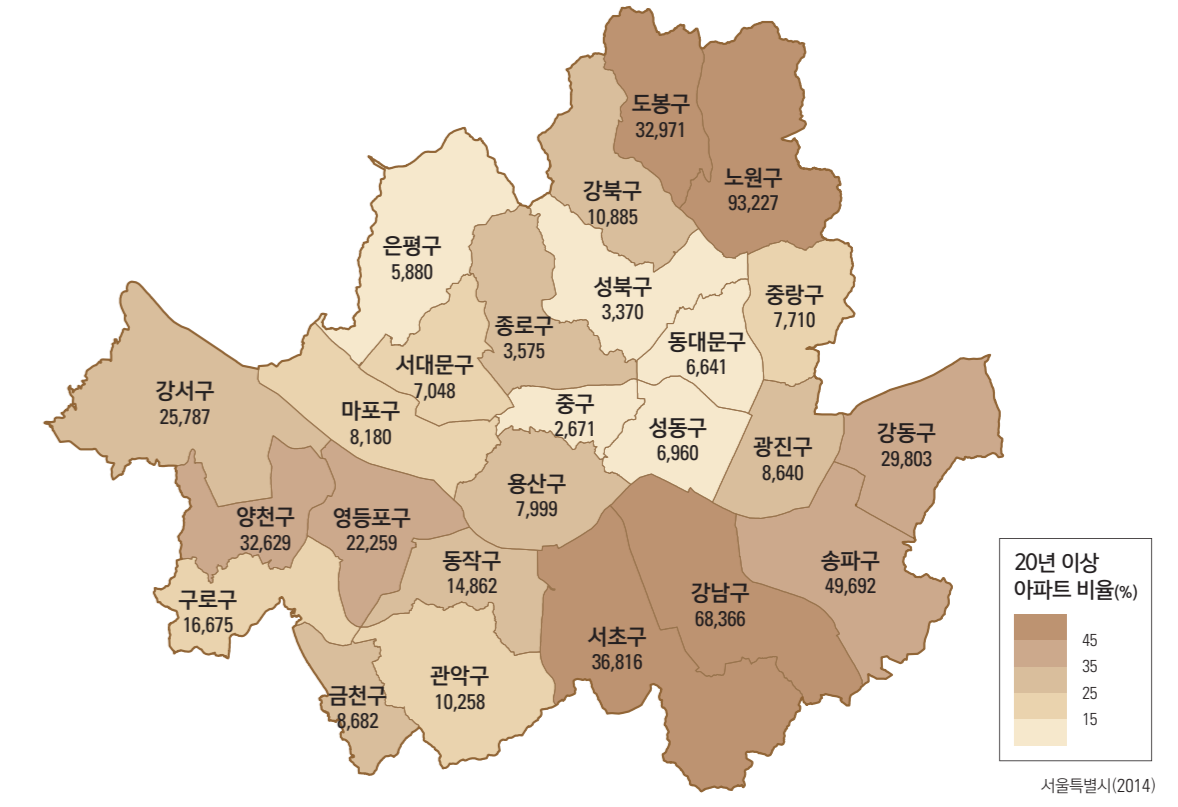 도봉구
32,971
노원구
93,227
강북구
10,885
은평구
5,880
성북구
3,370
중랑구
7,710
종로구
3,575
동대문구
6,641
서대문구
7,048
강서구
25,787
마포구
8,180
중구
2,671
성동구
6,960
광진구
8,640
강동구
29,803
용산구
7,999
양천구
32,629
영등포구
22,259
동작구
14,862
송파구
49,692
강남구
68,366
구로구
16,675
서초구
36,816
관악구
10,258
금천구
8,682
20년 이상
아파트 비율(%)
45
35
25
15
서울특별시(2014)